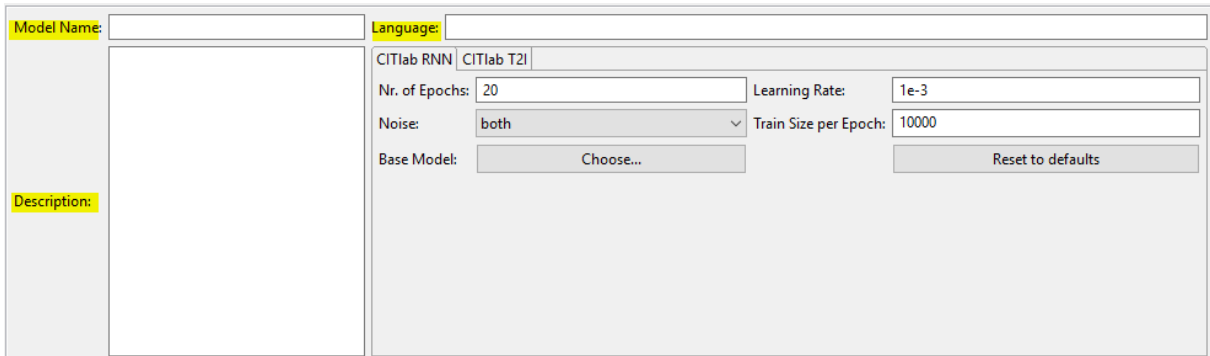 Model Name:
Language:
CITlab RNN CITlab T2I
Nr. of Epochs: 20 Learning Rate: 1e-3
Noise: both Train Size per Epoch: 10000
Base Model: Choose... Reset to defaults
Description: